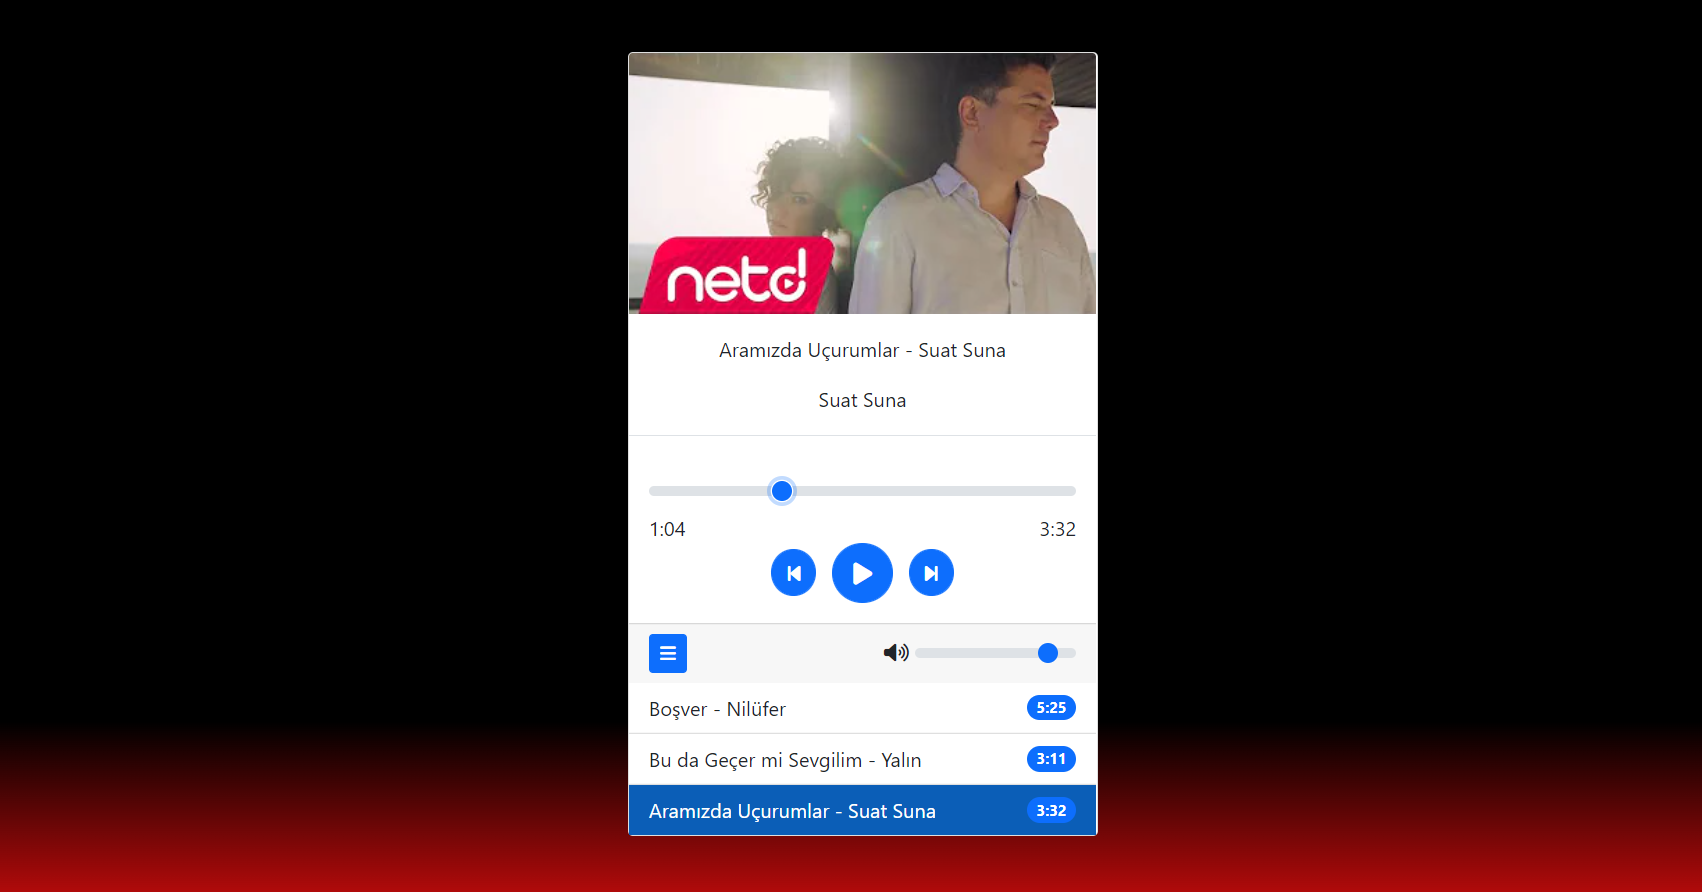 netd
Aramızda Uçurumlar - Suat Suna
Suat Suna
1:04 3:32
Boşver - Nilüfer 5:25
Bu da Geçer mi Sevgilim - Yalın 3:11
Aramızda Uçurumlar - Suat Suna 3:32